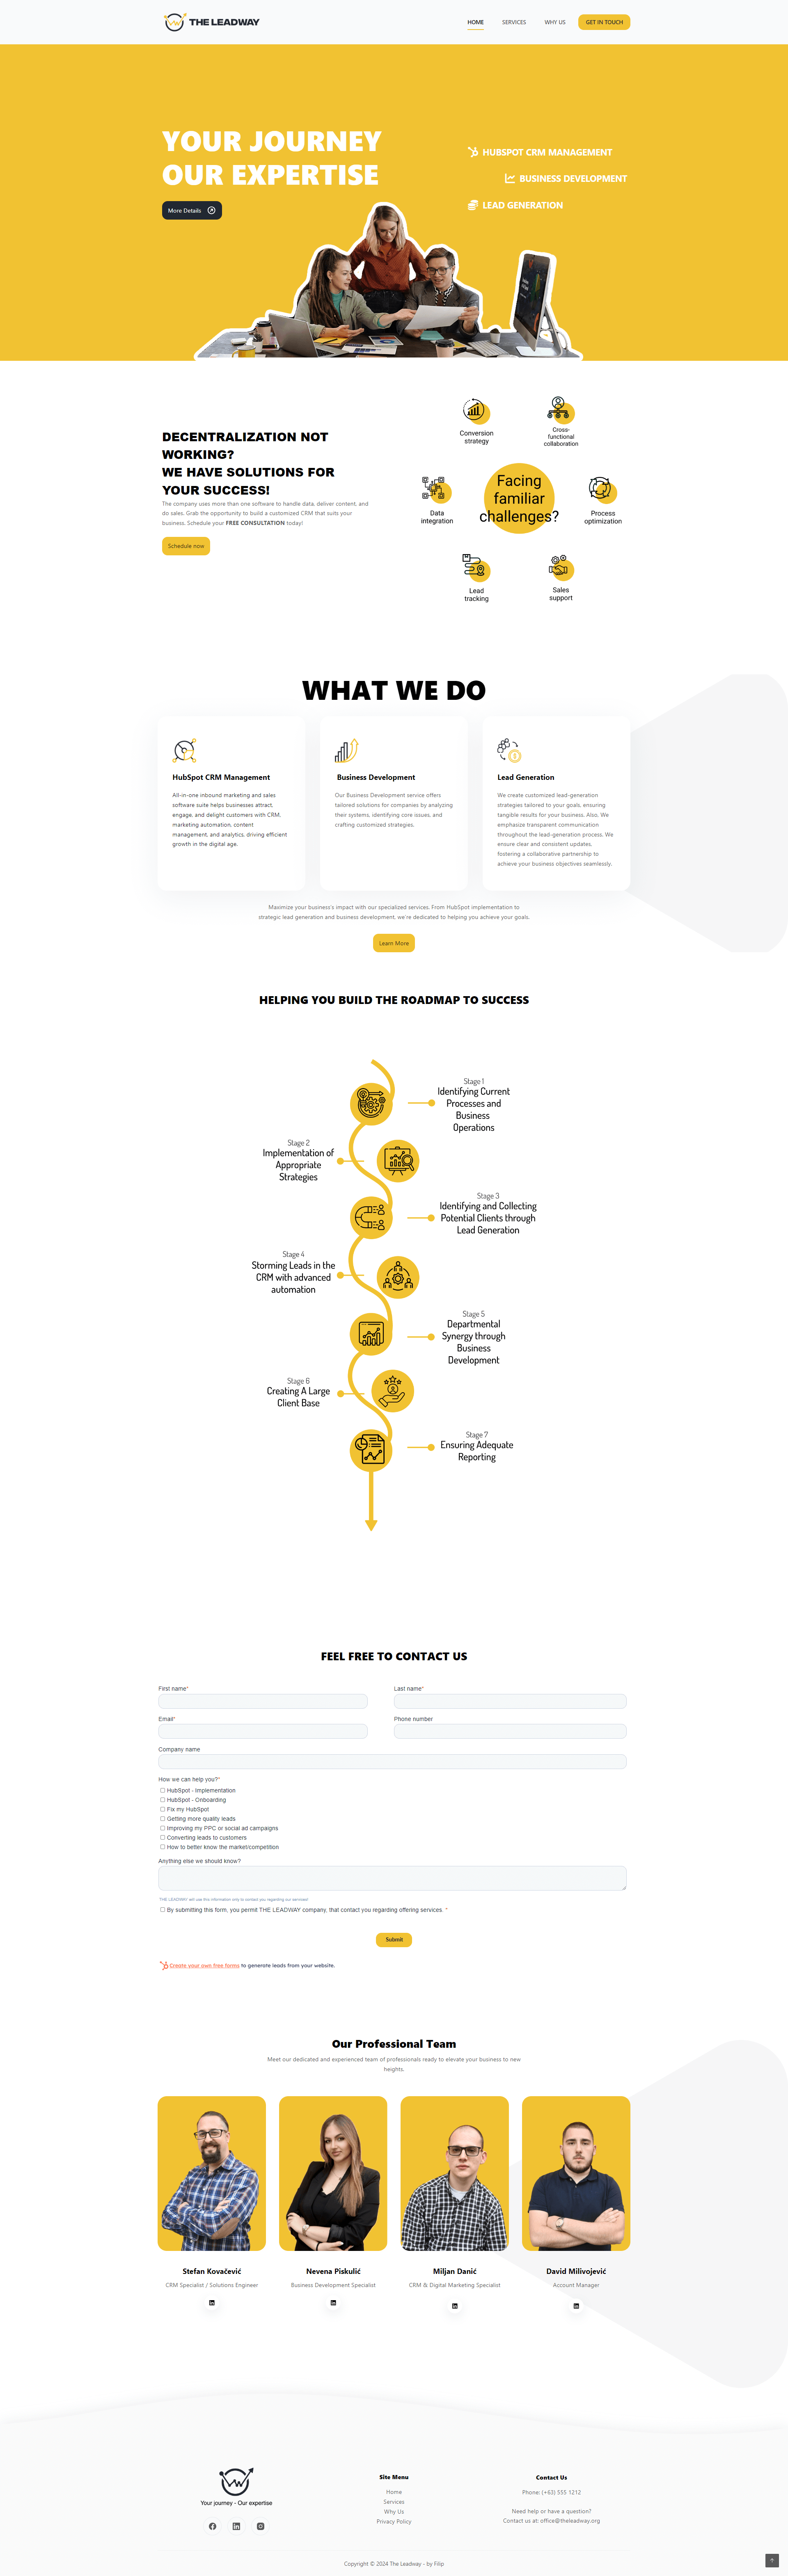 THE LEADWAY
HOME
SERVICES
WHY US
GET IN TOUCH
YOUR JOURNEY
OUR EXPERTISE
More Details
HUBSPOT CRM MANAGEMENT
BUSINESS DEVELOPMENT
LEAD GENERATION
DECENTRALIZATION NOT
WORKING?
WE HAVE SOLUTIONS FOR
YOUR SUCCESS!
The company uses more than one software to handle data, deliver content, and
do sales. Grab the opportunity to build a customized CRM that suits your
business. Schedule your FREE CONSULTATION today!
Schedule now
Conversion
strategy
Cross-
functional
collaboration
Data
integration
Facing
familiar
challenges?
Process
optimization
Lead
tracking
Sales
support
WHAT WE DO
HubSpot CRM Management
All-in-one inbound marketing and sales
software suite helps businesses attract,
engage, and delight customers with CRM,
marketing automation, content
management, and analytics, driving efficient
growth in the digital age.
Business Development
Our Business Development service offers
tailored solutions for companies by analyzing
their systems, identifying core issues, and
crafting customized strategies.
Lead Generation
We create customized lead-generation
strategies tailored to your goals, ensuring
tangible results for your business. Also, We
emphasize transparent communication
throughout the lead-generation process. We
ensure clear and consistent updates,
fostering a collaborative partnership to
achieve your business objectives seamlessly.
Maximize your business's impact with our specialized services. From HubSpot implementation to
strategic lead generation and business development, we're dedicated to helping you achieve your goals.
Learn More
HELPING YOU BUILD THE ROADMAP TO SUCCESS
Stage 1
Identifying Current
Processes and
Business
Operations
Stage 2
Implementation of
Appropriate
Strategies
Stage 3
Identifying and Collecting
Potential Clients through
Lead Generation
Stage 4
Storming Leads in the
CRM with advanced
automation
Stage 5
Departmental
Synergy through
Business
Development
Stage 6
Creating A Large
Client Base
Stage 7
Ensuring Adequate
Reporting
FEEL FREE TO CONTACT US
First name*
Last name*
Email*
Phone number
Company name
How we can help you?*
HubSpot - Implementation
HubSpot - Onboarding
Fix my HubSpot
Getting more quality leads
Improving my PPC or social ad campaigns
Converting leads to customers
How to better know the market/competition
Anything else we should know?
THE LEADWAY will use this information only to contact you regarding our services!
By submitting this form, you permit THE LEADWAY company, that contact you regarding offering services. *
Submit
Create your own free forms to generate leads from your website.
Our Professional Team
Meet our dedicated and experienced team of professionals ready to elevate your business to new
heights.
Stefan Kovačević
CRM Specialist / Solutions Engineer
Nevena Piskulić
Business Development Specialist
Miljan Danić
CRM & Digital Marketing Specialist
David Milivojević
Account Manager
Your journey - Our expertise
Site Menu
Home
Services
Why Us
Privacy Policy
Contact Us
Phone: (+63) 555 1212
Need help or have a question?
Contact us at: office@theleadway.org
Copyright © 2024 The Leadway - by Filip